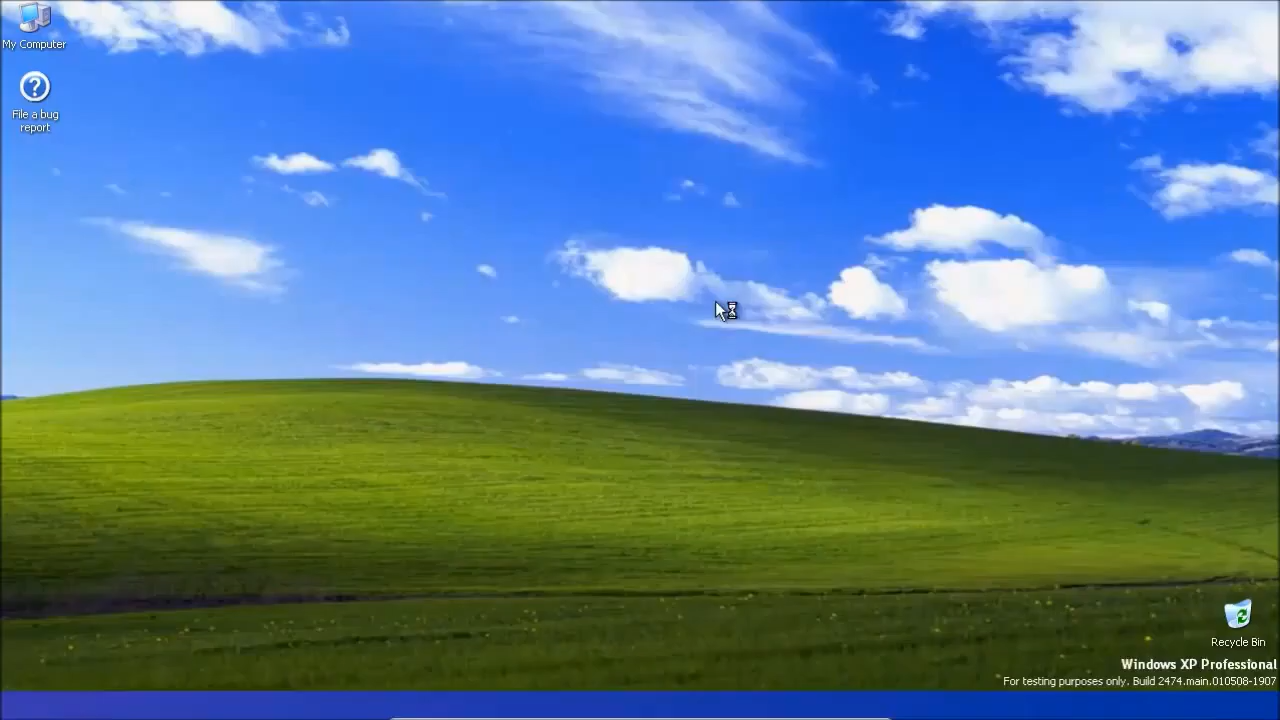 My Computer
File a bug
report
Recycle Bin
Windows XP Professional
For testing purposes only. Build 2474.main.010508-1907